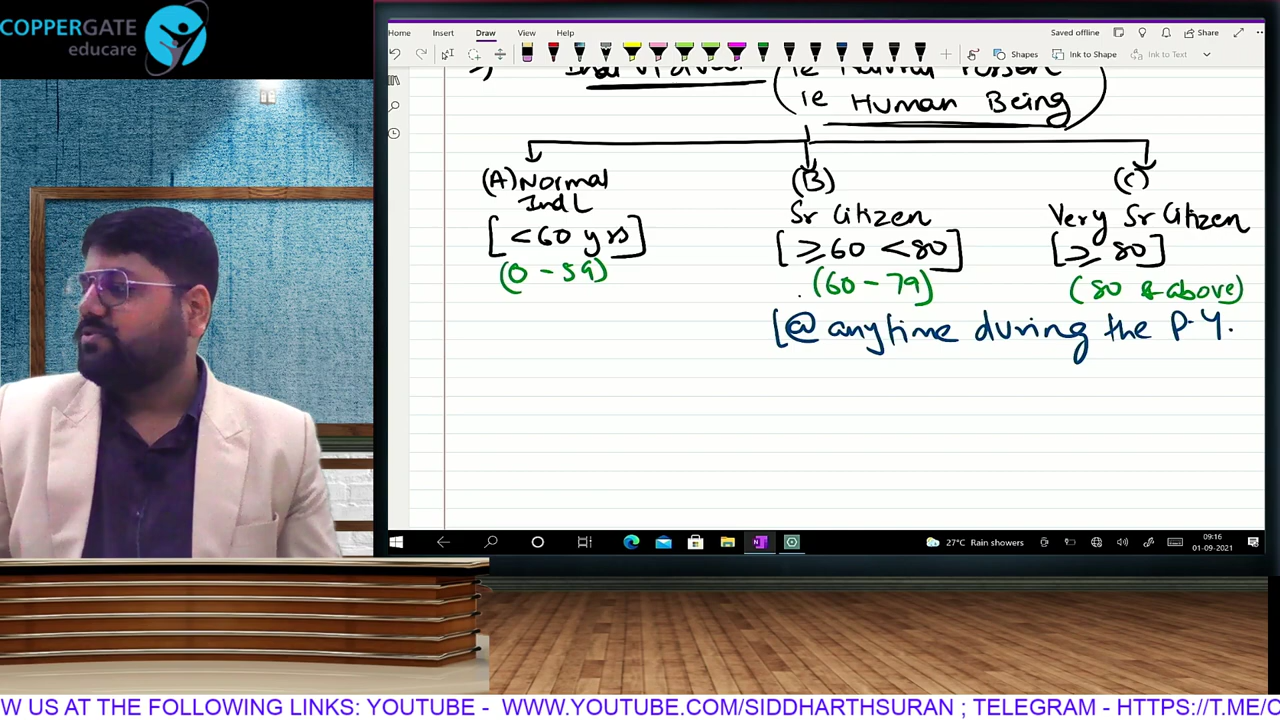 COPPERGATE
educare
Home Insert Draw View Help
Saved offline Share
Shapes Ink to Shape Ink to Text
(ie Natural Person
(ie Human Being)
(A) Normal
Indl
[<60 yrs]
(0 - 59)
(B)
Sr Citizen
[≥60 <80]
(60 - 79)
(C)
Very Sr Citizen
[≥ 80]
(80 & above)
[@ anytime during the P.Y.
27°C Rain showers
09:16
01-09-2021
W US AT THE FOLLOWING LINKS: YOUTUBE - WWW.YOUTUBE.COM/SIDDHARTHSURAN ; TELEGRAM - HTTPS://T.ME/C